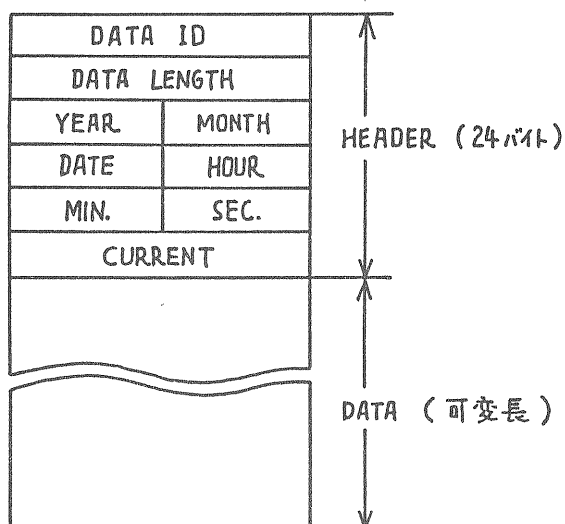 DATA ID
DATA LENGTH
YEAR MONTH
HEADER (24バイト)
DATE HOUR
MIN. SEC.
CURRENT
DATA (可変長)